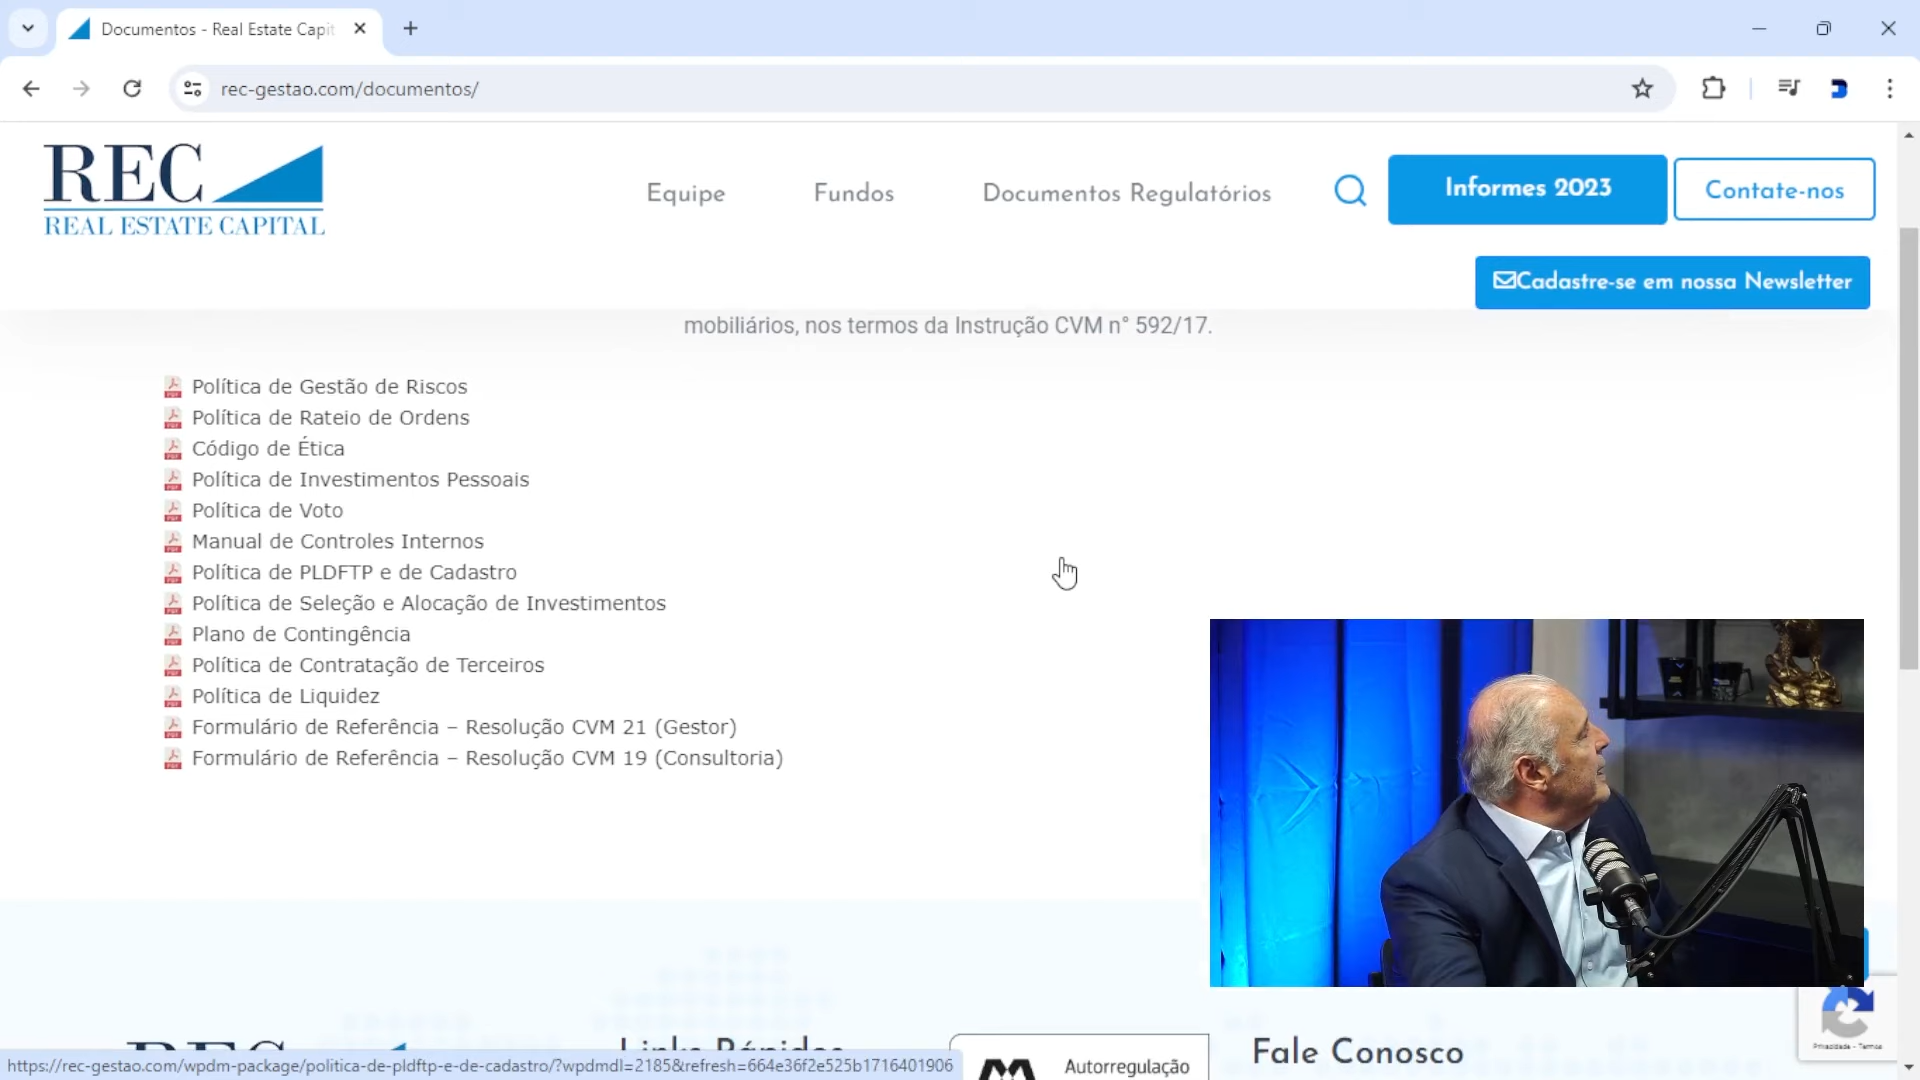 Documentos - Real Estate Capit
rec-gestao.com/documentos/
REC
REAL ESTATE CAPITAL
Equipe
Fundos
Documentos Regulatórios
Informes 2023
Contate-nos
Cadastre-se em nossa Newsletter
mobiliários, nos termos da Instrução CVM n° 592/17.
Política de Gestão de Riscos
Política de Rateio de Ordens
Código de Ética
Política de Investimentos Pessoais
Política de Voto
Manual de Controles Internos
Política de PLDFTP e de Cadastro
Política de Seleção e Alocação de Investimentos
Plano de Contingência
Política de Contratação de Terceiros
Política de Liquidez
Formulário de Referência – Resolução CVM 21 (Gestor)
Formulário de Referência – Resolução CVM 19 (Consultoria)
REC
Links Rápidos
Autorregulação
Fale Conosco
Privacidade - Termos
https://rec-gestao.com/wpdm-package/politica-de-pldftp-e-de-cadastro/?wpdmdl=2185&refresh=664e36f2e525b1716401906